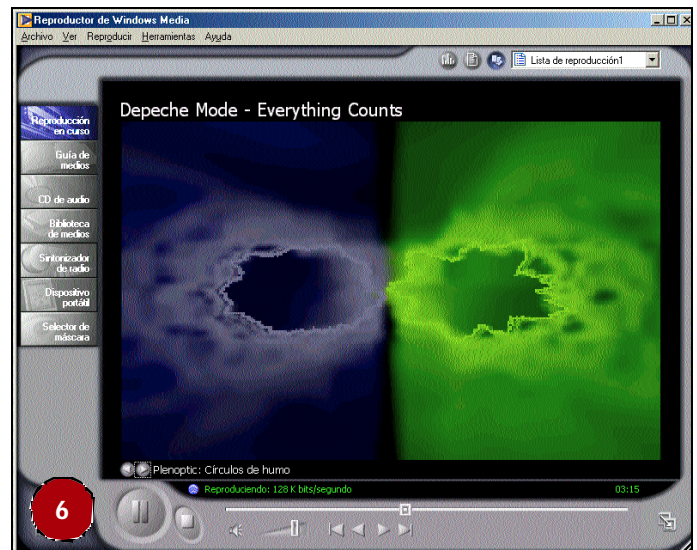 Reproductor de Windows Media
Archivo Ver Reproducir Herramientas Ayuda
Lista de reproducción1
Depeche Mode - Everything Counts
Reproducción en curso
Guía de medios
CD de audio
Biblioteca de medios
Sintonizador de radio
Dispositivo portátil
Selector de máscara
Plenoptic: Círculos de humo
Reproduciendo: 128 K bits/segundo 03:15
6